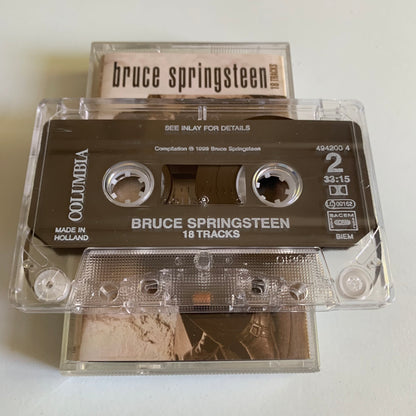 bruce springsteen
18 TRACKS
SEE INLAY FOR DETAILS
Compilation ℗ 1999 Bruce Springsteen
494200 4
2
33:15
COLUMBIA
00162
SACEM
BIEM
MADE IN
HOLLAND
BRUCE SPRINGSTEEN
18 TRACKS